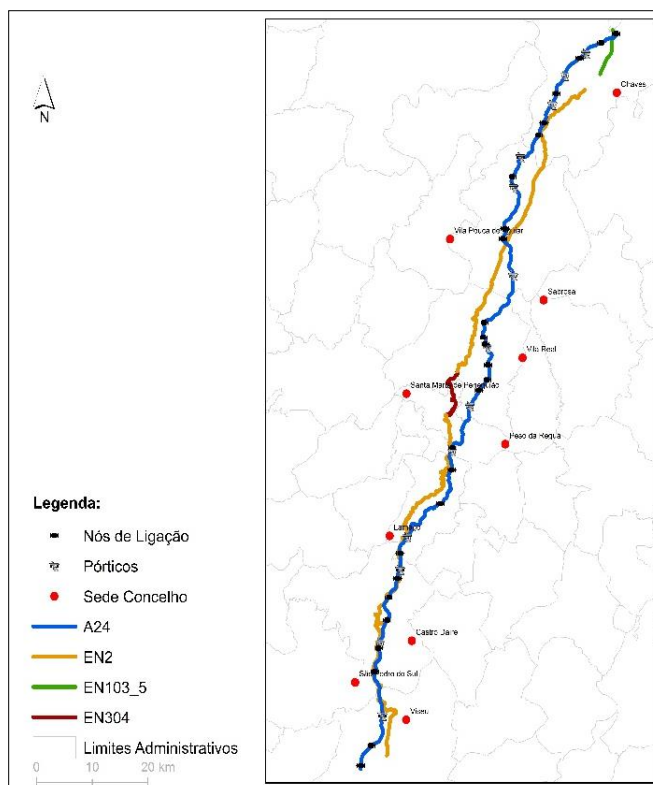 N
Chaves
Vila Pouca de Aguiar
Sabrosa
Vila Real
Santa Marta de Penaguião
Peso da Régua
Lamego
Castro Daire
São Pedro do Sul
Viseu
Legenda:
Nós de Ligação
Pórticos
Sede Concelho
A24
EN2
EN103_5
EN304
Limites Administrativos
0 10 20 km